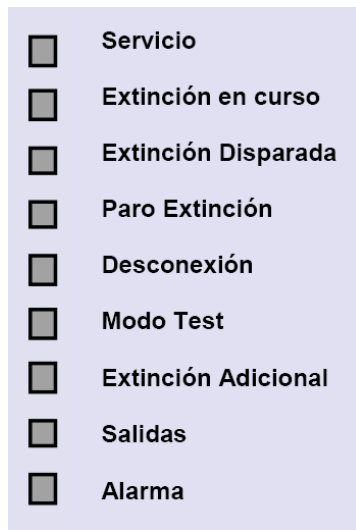 Servicio
Extinción en curso
Extinción Disparada
Paro Extinción
Desconexión
Modo Test
Extinción Adicional
Salidas
Alarma